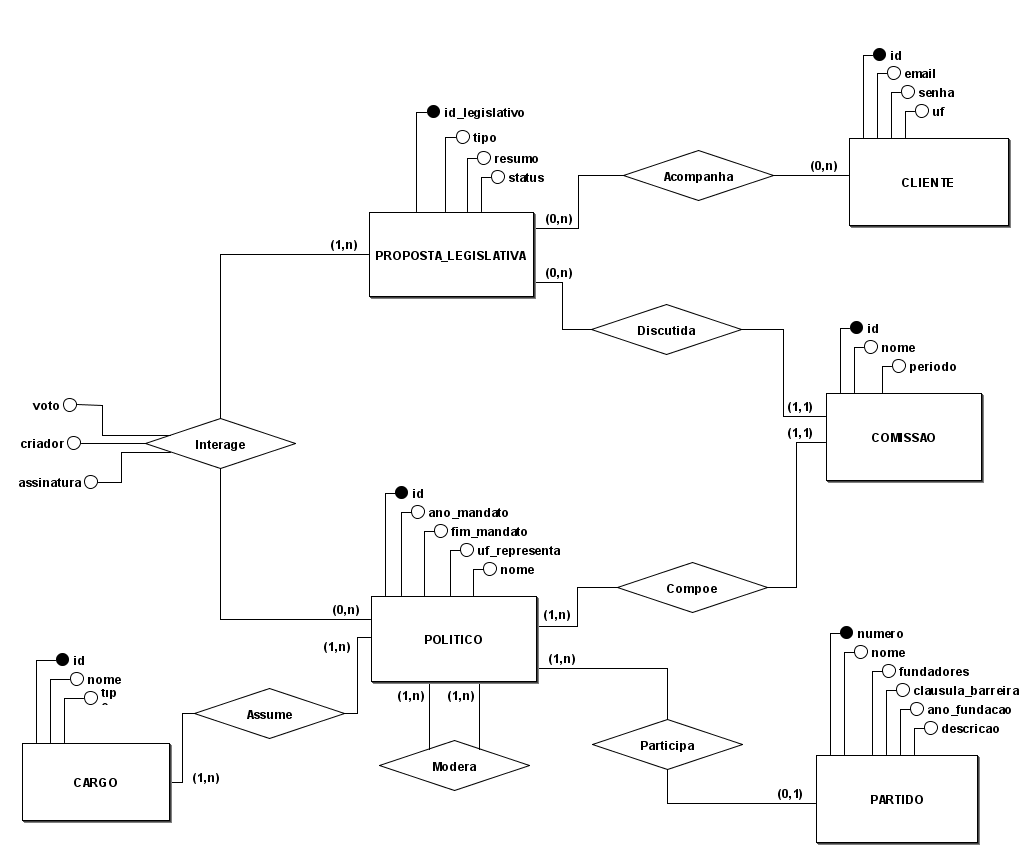 id
email
senha
uf
CLIENTE
id_legislativo
tipo
resumo
status
PROPOSTA_LEGISLATIVA
Acompanha
(0,n)
(0,n)
(1,n)
(0,n)
Discutida
id
nome
periodo
COMISSAO
(1,1)
(1,1)
voto
criador
assinatura
Interage
id
ano_mandato
fim_mandato
uf_representa
nome
POLITICO
(0,n)
(1,n)
(1,n)
(1,n)
(1,n)
(1,n)
Compoe
id
nome
CARGO
(1,n)
Assume
Modera
Participa
numero
nome
fundadores
clausula_barreira
ano_fundacao
descricao
PARTIDO
(0,1)